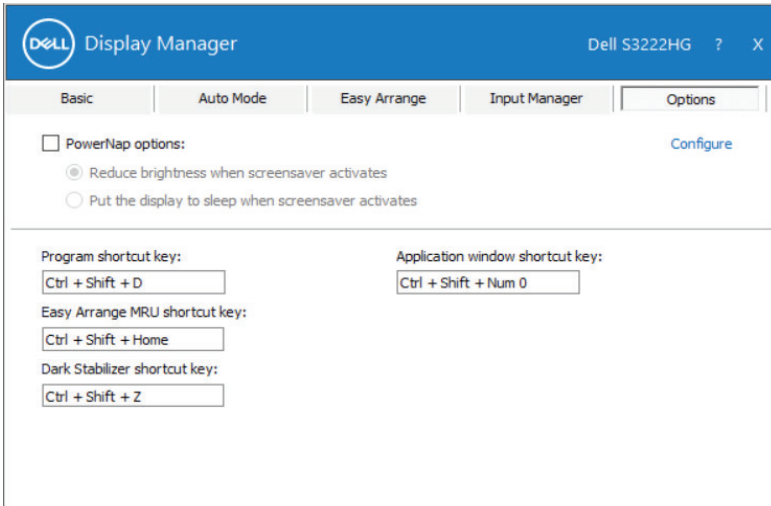 DELL Display Manager Dell S3222HG ? X
Basic Auto Mode Easy Arrange Input Manager Options
PowerNap options: Configure
Reduce brightness when screensaver activates
Put the display to sleep when screensaver activates
Program shortcut key: Application window shortcut key:
Ctrl + Shift + D Ctrl + Shift + Num 0
Easy Arrange MRU shortcut key:
Ctrl + Shift + Home
Dark Stabilizer shortcut key:
Ctrl + Shift + Z